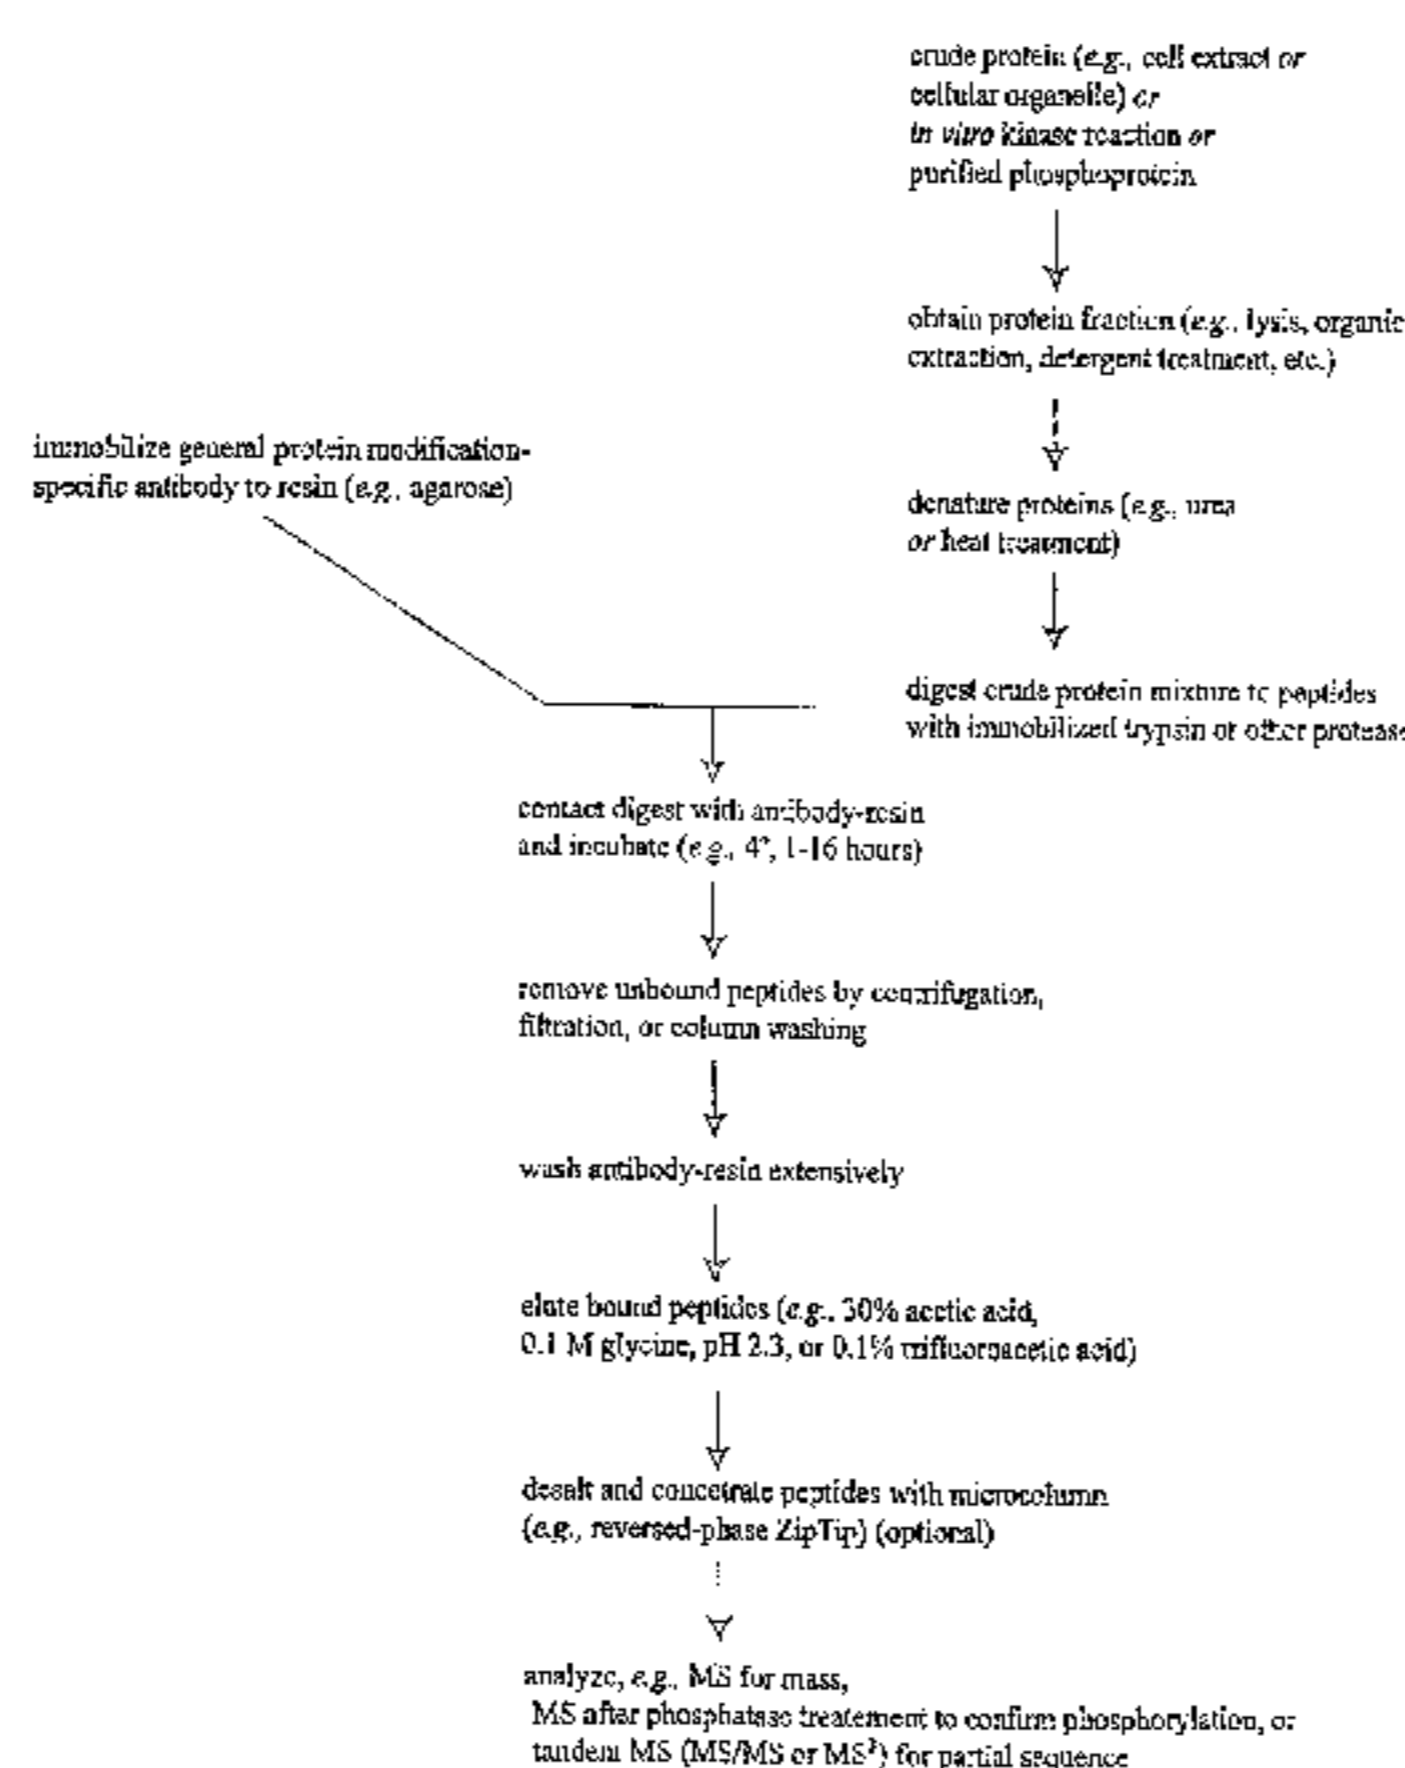 crude protein (e.g., cell extract or
cellular organelle) or
in vitro kinase reaction or
purified phosphoprotein
obtain protein fraction (e.g., lysis, organic
extraction, detergent treatment, etc.)
immobilize general protein modification-
specific antibody to resin (e.g., agarose)
denature proteins (e.g., urea
or heat treatment)
digest crude protein mixture to peptides
with immobilized trypsin or other protease
contact digest with antibody-resin
and incubate (e.g., 4°, 1-16 hours)
remove unbound peptides by centrifugation,
filtration, or column washing
wash antibody-resin extensively
elute bound peptides (e.g., 30% acetic acid,
0.1 M glycine, pH 2.3, or 0.1% trifluoroacetic acid)
desalt and concetrate peptides with microcolumn
(e.g., reversed-phase ZipTip) (optional)
analyze, e.g., MS for mass,
MS after phosphatase treatement to confirm phosphorylation, or
tandem MS (MS/MS or MS³) for partial sequence